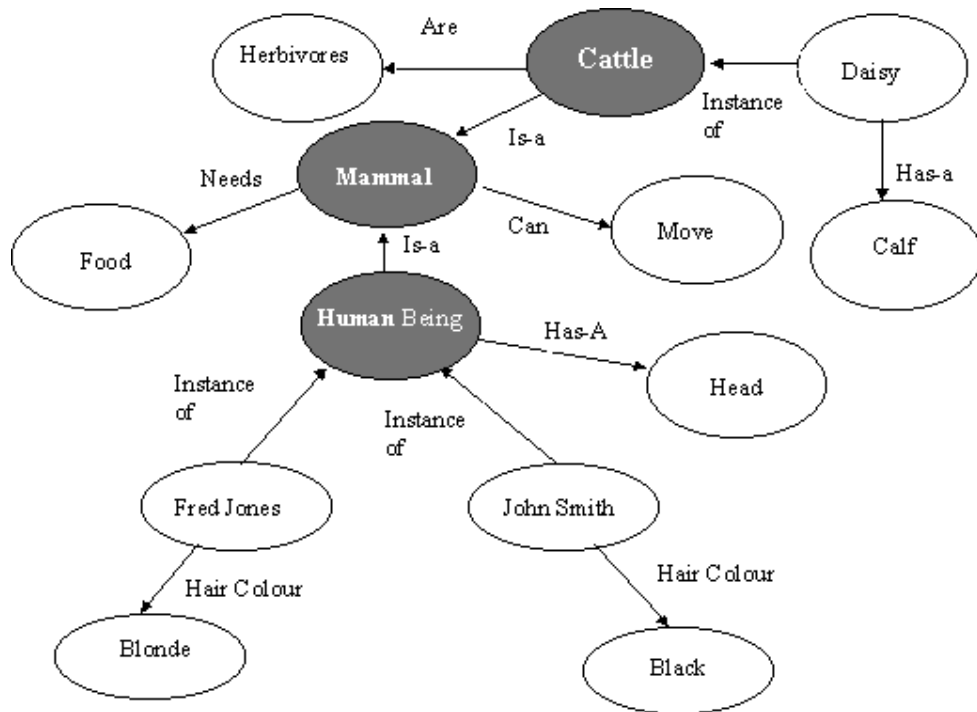 Are
Herbivores
Cattle
Daisy
Instance
of
Is-a
Mammal
Needs
Has-a
Can
Move
Calf
Food
Is-a
Human Being
Has-A
Head
Instance
of
Instance
of
Fred Jones
John Smith
Hair Colour
Hair Colour
Blonde
Black